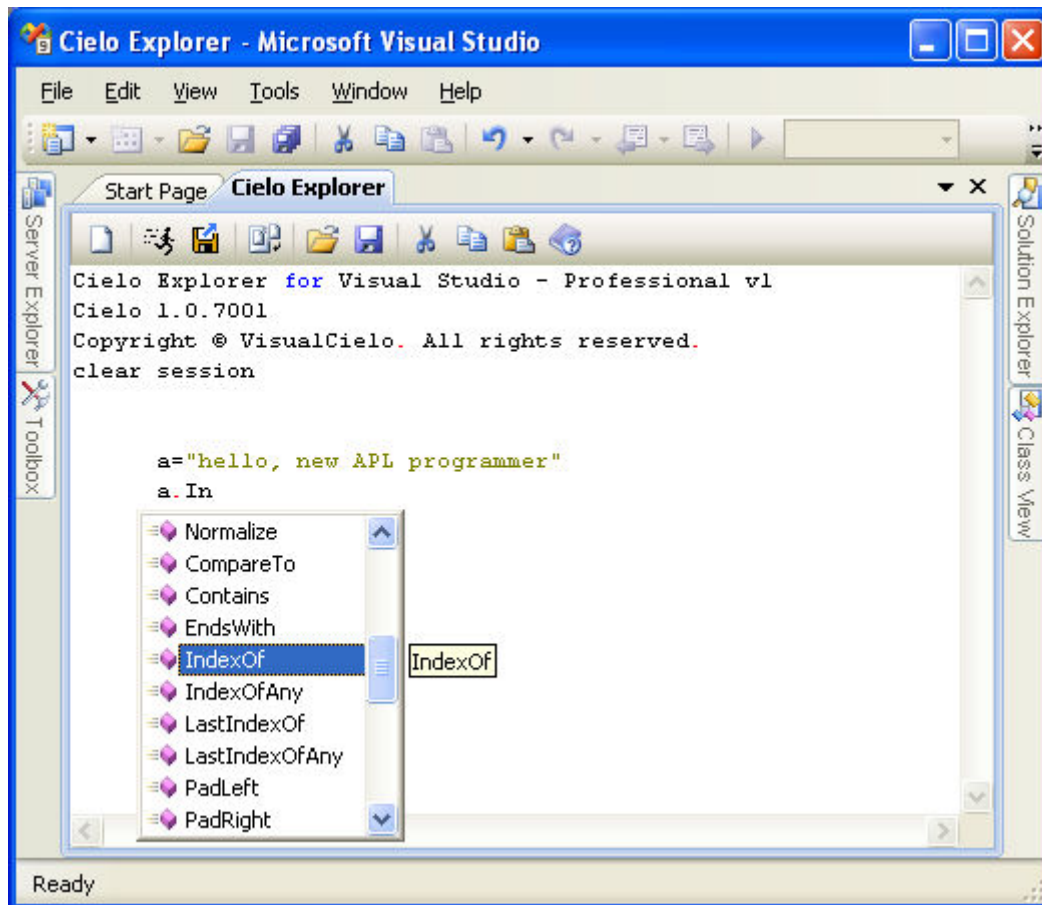 Cielo Explorer - Microsoft Visual Studio
File Edit View Tools Window Help
Server Explorer
Toolbox
Start Page Cielo Explorer
Cielo Explorer for Visual Studio - Professional v1
Cielo 1.0.7001
Copyright © VisualCielo. All rights reserved.
clear session
a="hello, new APL programmer"
a.In
Normalize
CompareTo
Contains
EndsWith
IndexOf IndexOf
IndexOfAny
LastIndexOf
LastIndexOfAny
PadLeft
PadRight
Solution Explorer
Class View
Ready